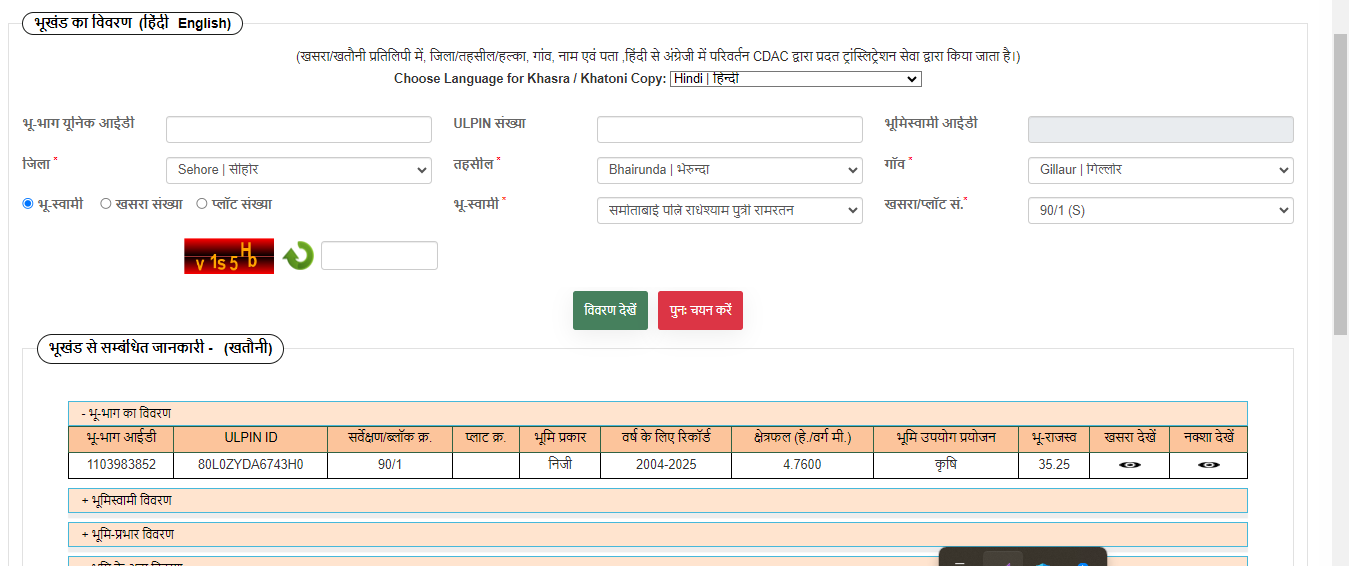 भूखंड का विवरण (हिंदी English)
(खसरा/खतौनी प्रतिलिपी में, जिला/तहसील/हल्का, गांव, नाम एवं पता ,हिंदी से अंग्रेजी में परिवर्तन CDAC द्वारा प्रदत ट्रांस्लिट्रेशन सेवा द्वारा किया जाता है।)
Choose Language for Khasra / Khatoni Copy: Hindi | हिन्दी
भू-भाग यूनिक आईडी ULPIN संख्या भूमिस्वामी आईडी
जिला * Sehore | सीहोर तहसील * Bhairunda | भेरुन्दा गाँव * Gillaur | गिल्लोर
भू-स्वामी खसरा संख्या प्लॉट संख्या भू-स्वामी * समोताबाई पत्नि राधेश्याम पुत्री रामरतन खसरा/प्लॉट सं.* 90/1 (S)
v 1s 5 H b
विवरण देखें पुनः चयन करें
भूखंड से सम्बंधित जानकारी - (खतौनी)
- भू-भाग का विवरण
भू-भाग आईडी ULPIN ID सर्वेक्षण/ब्लॉक क्र. प्लाट क्र. भूमि प्रकार वर्ष के लिए रिकॉर्ड क्षेत्रफल (हे./वर्ग मी.) भूमि उपयोग प्रयोजन भू-राजस्व खसरा देखें नक्शा देखें
1103983852 80L0ZYDA6743H0 90/1 निजी 2004-2025 4.7600 कृषि 35.25
+ भूमिस्वामी विवरण
+ भूमि-प्रभार विवरण